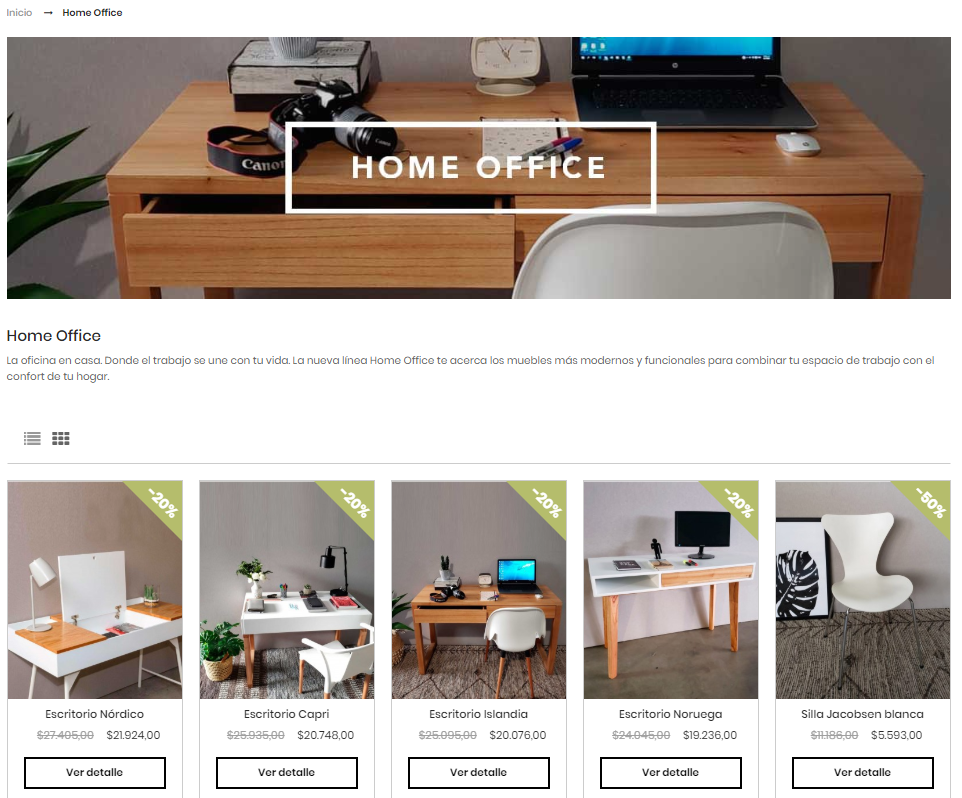 Inicio → Home Office
Canon
HOME OFFICE
Home Office
La oficina en casa. Donde el trabajo se une con tu vida. La nueva línea Home Office te acerca los muebles más modernos y funcionales para combinar tu espacio de trabajo con el
confort de tu hogar.
-20% -20% -20% -20% -50%
Escritorio Nórdico Escritorio Capri Escritorio Islandia Escritorio Noruega Silla Jacobsen blanca
$27.405,00 $21.924,00 $25.935,00 $20.748,00 $25.095,00 $20.076,00 $24.045,00 $19.236,00 $11.186,00 $5.593,00
Ver detalle Ver detalle Ver detalle Ver detalle Ver detalle